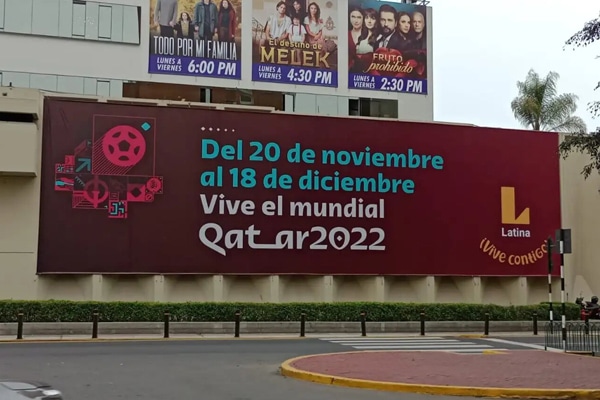 TODO POR MI FAMILIA
LUNES A VIERNES 6:00 PM
El destino de
MELEK
LUNES A VIERNES 4:30 PM
FRUTO
prohibido
LUNES A VIERNES 2:30 PM
Del 20 de noviembre
al 18 de diciembre
Vive el mundial
Qatar2022
Latina
¡Vive contigo!